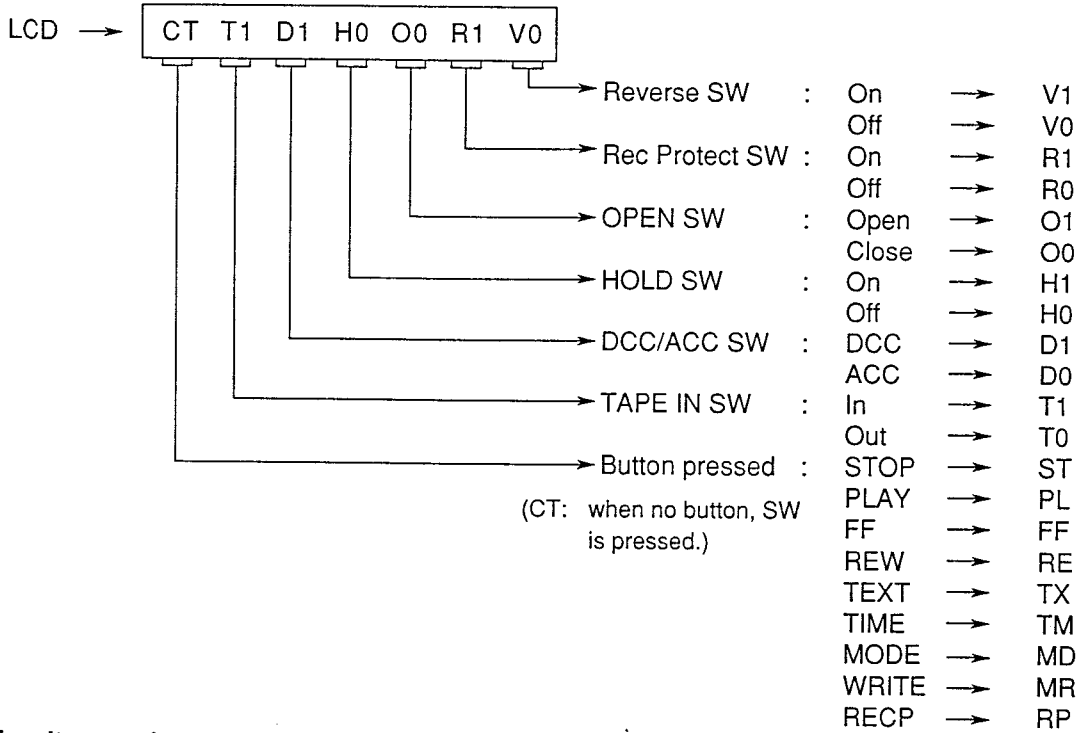 LCD → CT T1 D1 H0 O0 R1 V0
Reverse SW : On → V1
Off → V0
Rec Protect SW : On → R1
Off → R0
OPEN SW : Open → O1
Close → O0
HOLD SW : On → H1
Off → H0
DCC/ACC SW : DCC → D1
ACC → D0
TAPE IN SW : In → T1
Out → T0
Button pressed : STOP → ST
(CT: when no button, SW
is pressed.)
PLAY → PL
FF → FF
REW → RE
TEXT → TX
TIME → TM
MODE → MD
WRITE → MR
RECP → RP